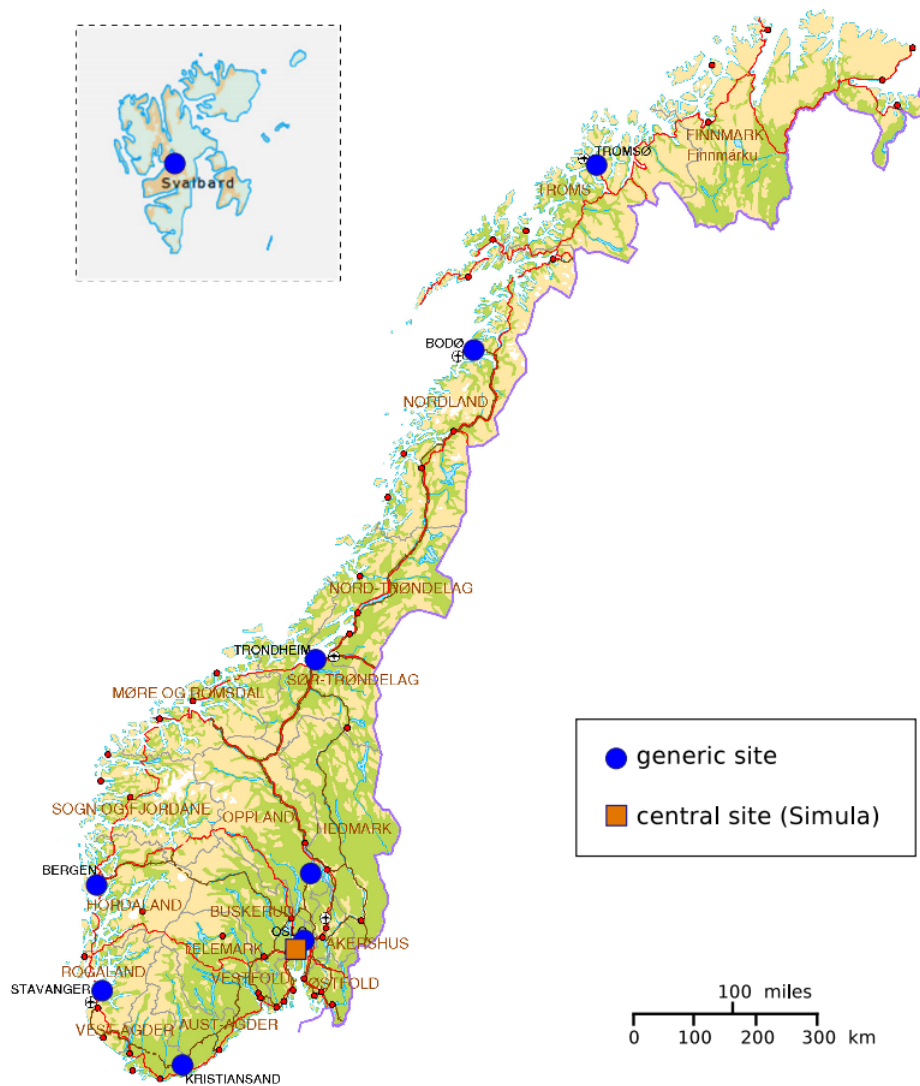 Svalbard
TROMSØ
FINNMARK
Finnmárku
TROMS
BODØ
NORDLAND
NORD-TRØNDELAG
TRONDHEIM
SØR-TRØNDELAG
MØRE OG ROMSDAL
generic site
central site (Simula)
SOGN OG FJORDANE
OPPLAND
HEDMARK
BERGEN
HORDALAND
BUSKERUD
OSLO
AKERSHUS
TELEMARK
ROGALAND
VESTFOLD
ØSTFOLD
STAVANGER
100 miles
VEST-AGDER
AUST-AGDER
0 100 200 300 km
KRISTIANSAND